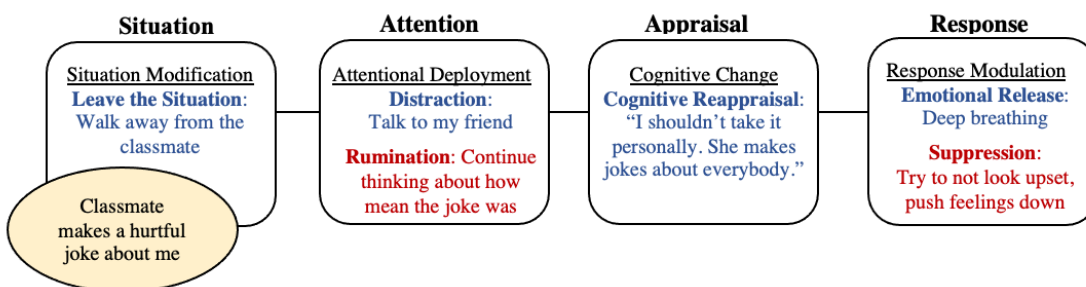 Situation
Situation Modification
Leave the Situation:
Walk away from the
classmate
Classmate
makes a hurtful
joke about me
Attention
Attentional Deployment
Distraction:
Talk to my friend
Rumination: Continue
thinking about how
mean the joke was
Appraisal
Cognitive Change
Cognitive Reappraisal:
“I shouldn’t take it
personally. She makes
jokes about everybody.”
Response
Response Modulation
Emotional Release:
Deep breathing
Suppression:
Try to not look upset,
push feelings down